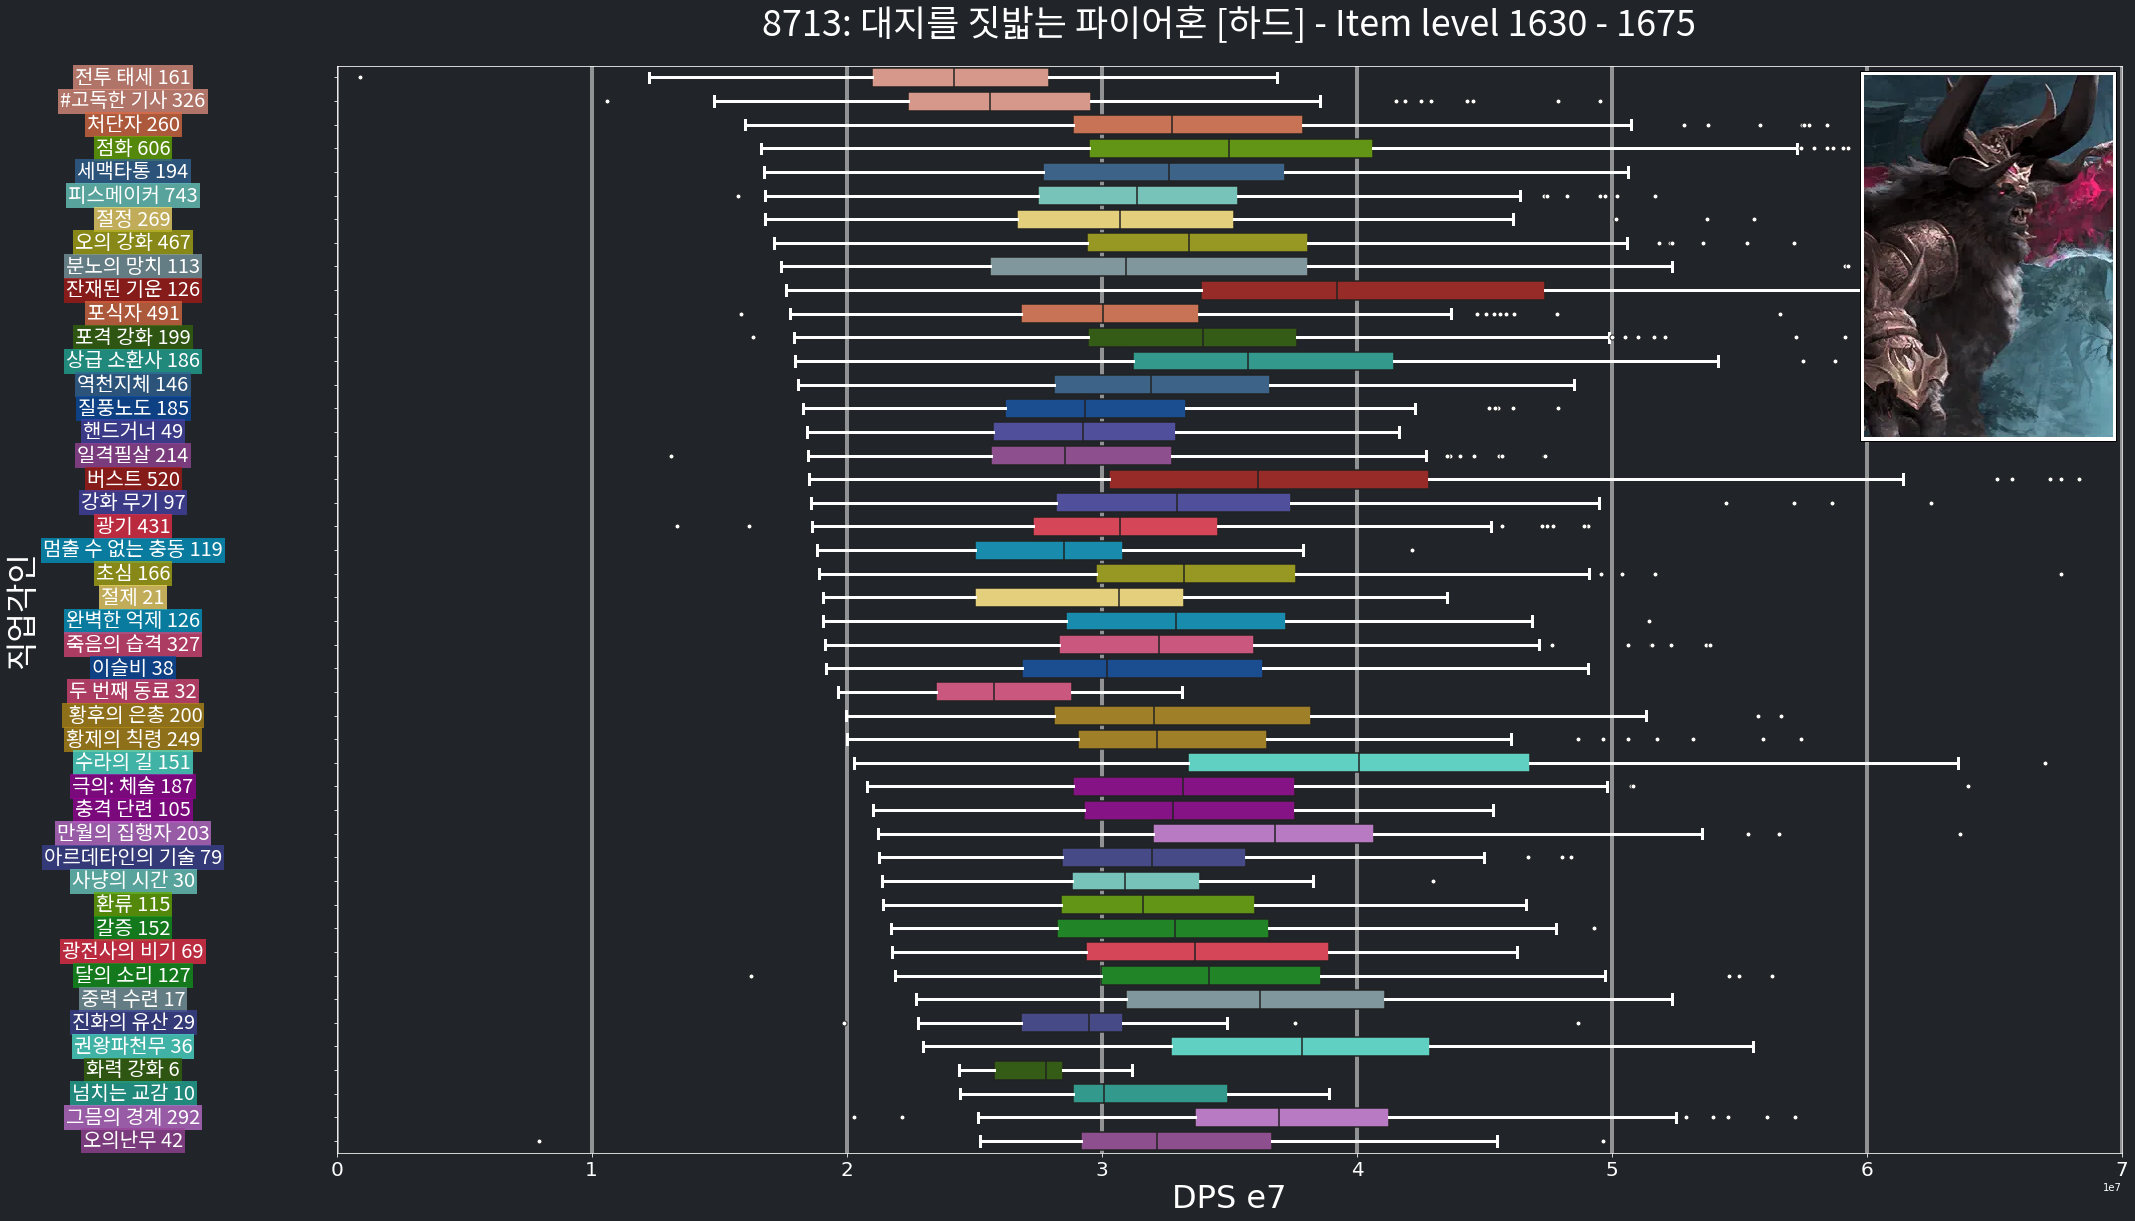 8713: 대지를 짓밟는 파이어혼 [하드] - Item level 1630 - 1675
전투 태세 161
#고독한 기사 326
처단자 260
점화 606
세맥타통 194
피스메이커 743
절정 269
오의 강화 467
분노의 망치 113
잔재된 기운 126
포식자 491
포격 강화 199
상급 소환사 186
역천지체 146
질풍노도 185
핸드거너 49
일격필살 214
버스트 520
강화 무기 97
광기 431
멈출 수 없는 충동 119
초심 166
절제 21
완벽한 억제 126
죽음의 습격 327
이슬비 38
두 번째 동료 32
황후의 은총 200
황제의 칙령 249
수라의 길 151
극의: 체술 187
충격 단련 105
만월의 집행자 203
아르데타인의 기술 79
사냥의 시간 30
환류 115
갈증 152
광전사의 비기 69
달의 소리 127
중력 수련 17
진화의 유산 29
권왕파천무 36
화력 강화 6
넘치는 교감 10
그믐의 경계 292
오의난무 42
직업각인
0 1 2 3 4 5 6 7
1e7
DPS e7